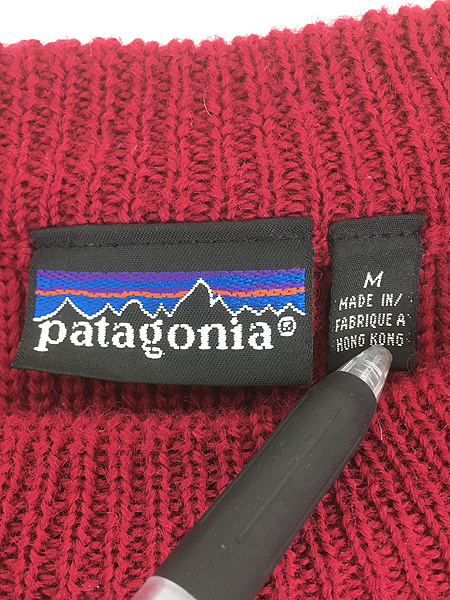 patagonia®
M
MADE IN/
FABRIQUE A
HONG KONG